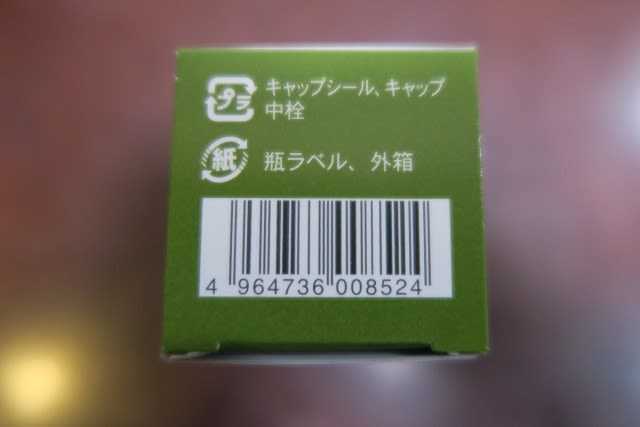 プラ キャップシール、キャップ
中栓
紙 瓶ラベル、外箱
4 964736 008524